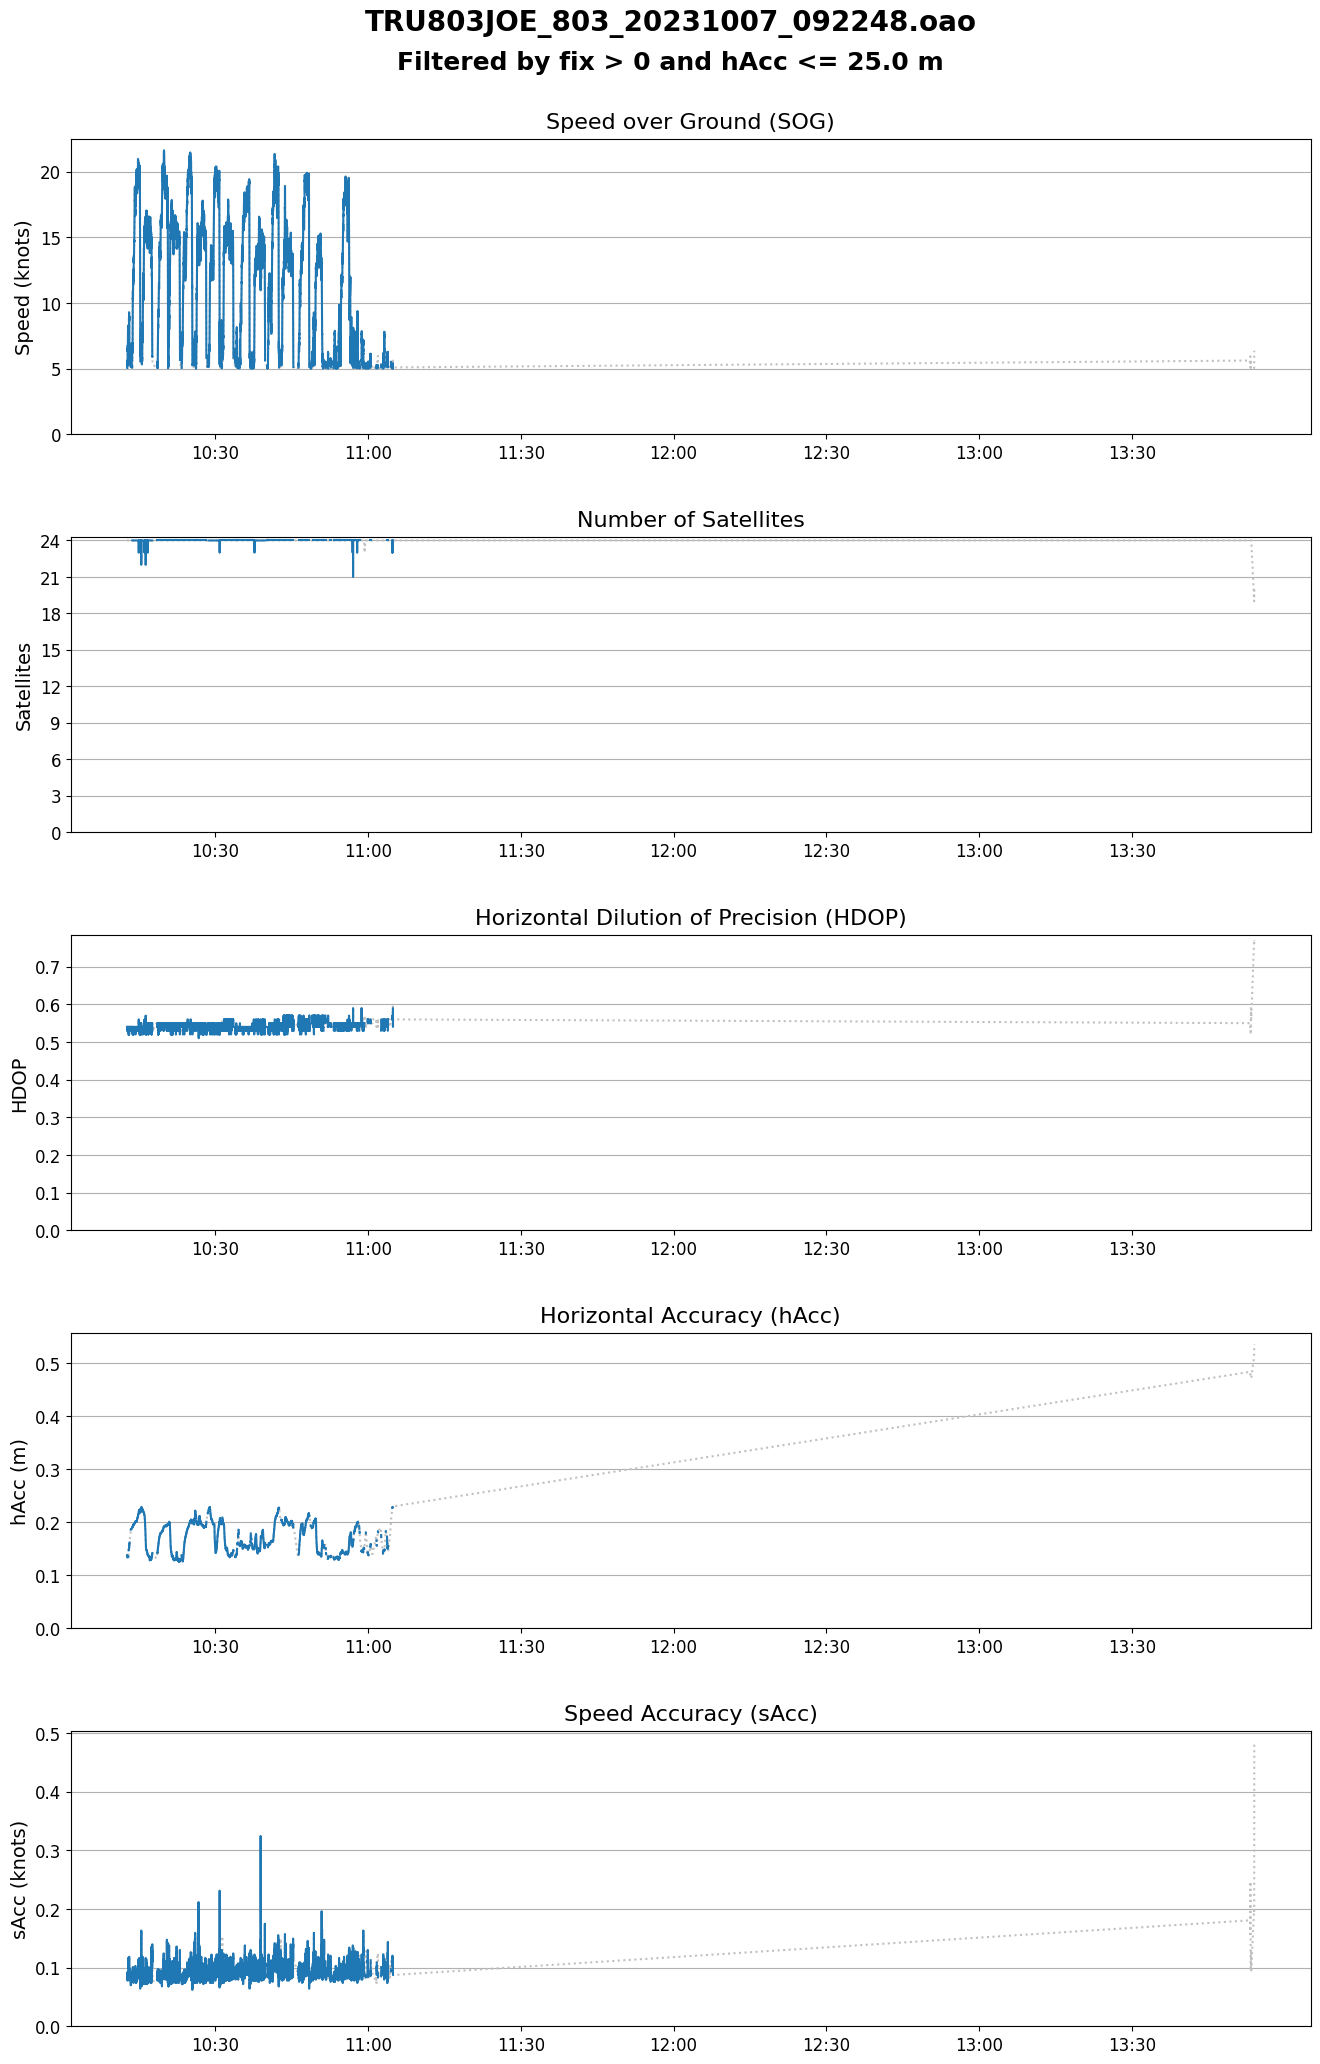 TRU803JOE_803_20231007_092248.oao
Filtered by fix > 0 and hAcc <= 25.0 m
Speed over Ground (SOG)
Speed (knots)
20
15
10
5
0
10:30 11:00 11:30 12:00 12:30 13:00 13:30
Number of Satellites
Satellites
24
21
18
15
12
9
6
3
0
10:30 11:00 11:30 12:00 12:30 13:00 13:30
Horizontal Dilution of Precision (HDOP)
HDOP
0.7
0.6
0.5
0.4
0.3
0.2
0.1
0.0
10:30 11:00 11:30 12:00 12:30 13:00 13:30
Horizontal Accuracy (hAcc)
hAcc (m)
0.5
0.4
0.3
0.2
0.1
0.0
10:30 11:00 11:30 12:00 12:30 13:00 13:30
Speed Accuracy (sAcc)
sAcc (knots)
0.5
0.4
0.3
0.2
0.1
0.0
10:30 11:00 11:30 12:00 12:30 13:00 13:30